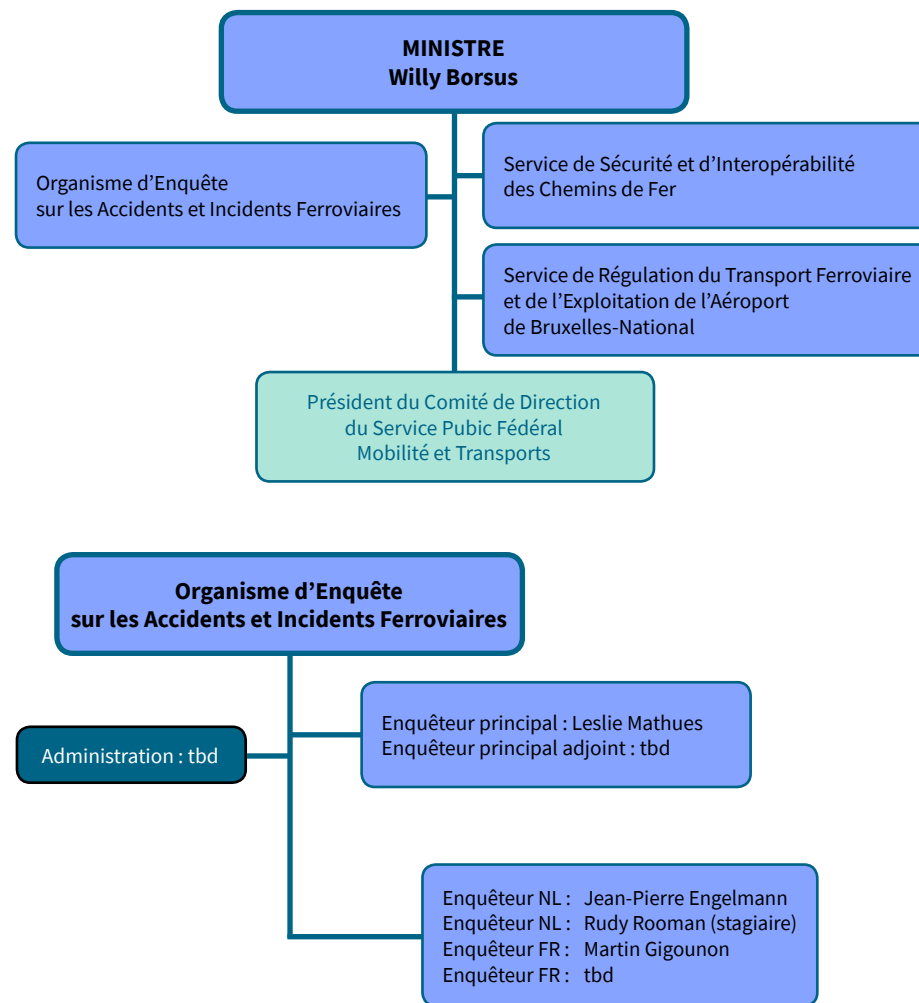 MINISTRE
Willy Borsus
Organisme d’Enquête
sur les Accidents et Incidents Ferroviaires
Service de Sécurité et d’Interopérabilité
des Chemins de Fer
Service de Régulation du Transport Ferroviaire
et de l’Exploitation de l’Aéroport
de Bruxelles-National
Président du Comité de Direction
du Service Pubic Fédéral
Mobilité et Transports
Organisme d’Enquête
sur les Accidents et Incidents Ferroviaires
Enquêteur principal : Leslie Mathues
Enquêteur principal adjoint : tbd
Administration : tbd
Enquêteur NL : Jean-Pierre Engelmann
Enquêteur NL : Rudy Rooman (stagiaire)
Enquêteur FR : Martin Gigounon
Enquêteur FR : tbd